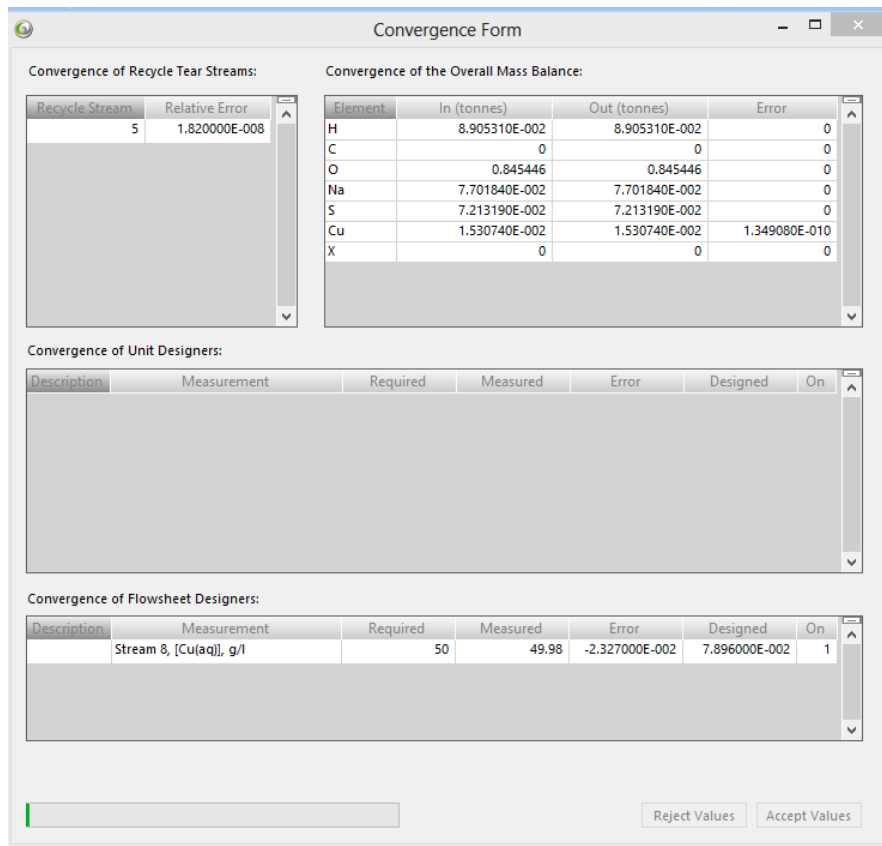 Convergence Form
Convergence of Recycle Tear Streams:
Recycle Stream Relative Error
5 1.820000E-008
Convergence of the Overall Mass Balance:
Element In (tonnes) Out (tonnes) Error
H 8.905310E-002 8.905310E-002 0
C 0 0 0
O 0.845446 0.845446 0
Na 7.701840E-002 7.701840E-002 0
S 7.213190E-002 7.213190E-002 0
Cu 1.530740E-002 1.530740E-002 1.349080E-010
X 0 0 0
Convergence of Unit Designers:
Description Measurement Required Measured Error Designed On
Convergence of Flowsheet Designers:
Description Measurement Required Measured Error Designed On
Stream 8, [Cu(aq)], g/l 50 49.98 -2.327000E-002 7.896000E-002 1
Reject Values Accept Values